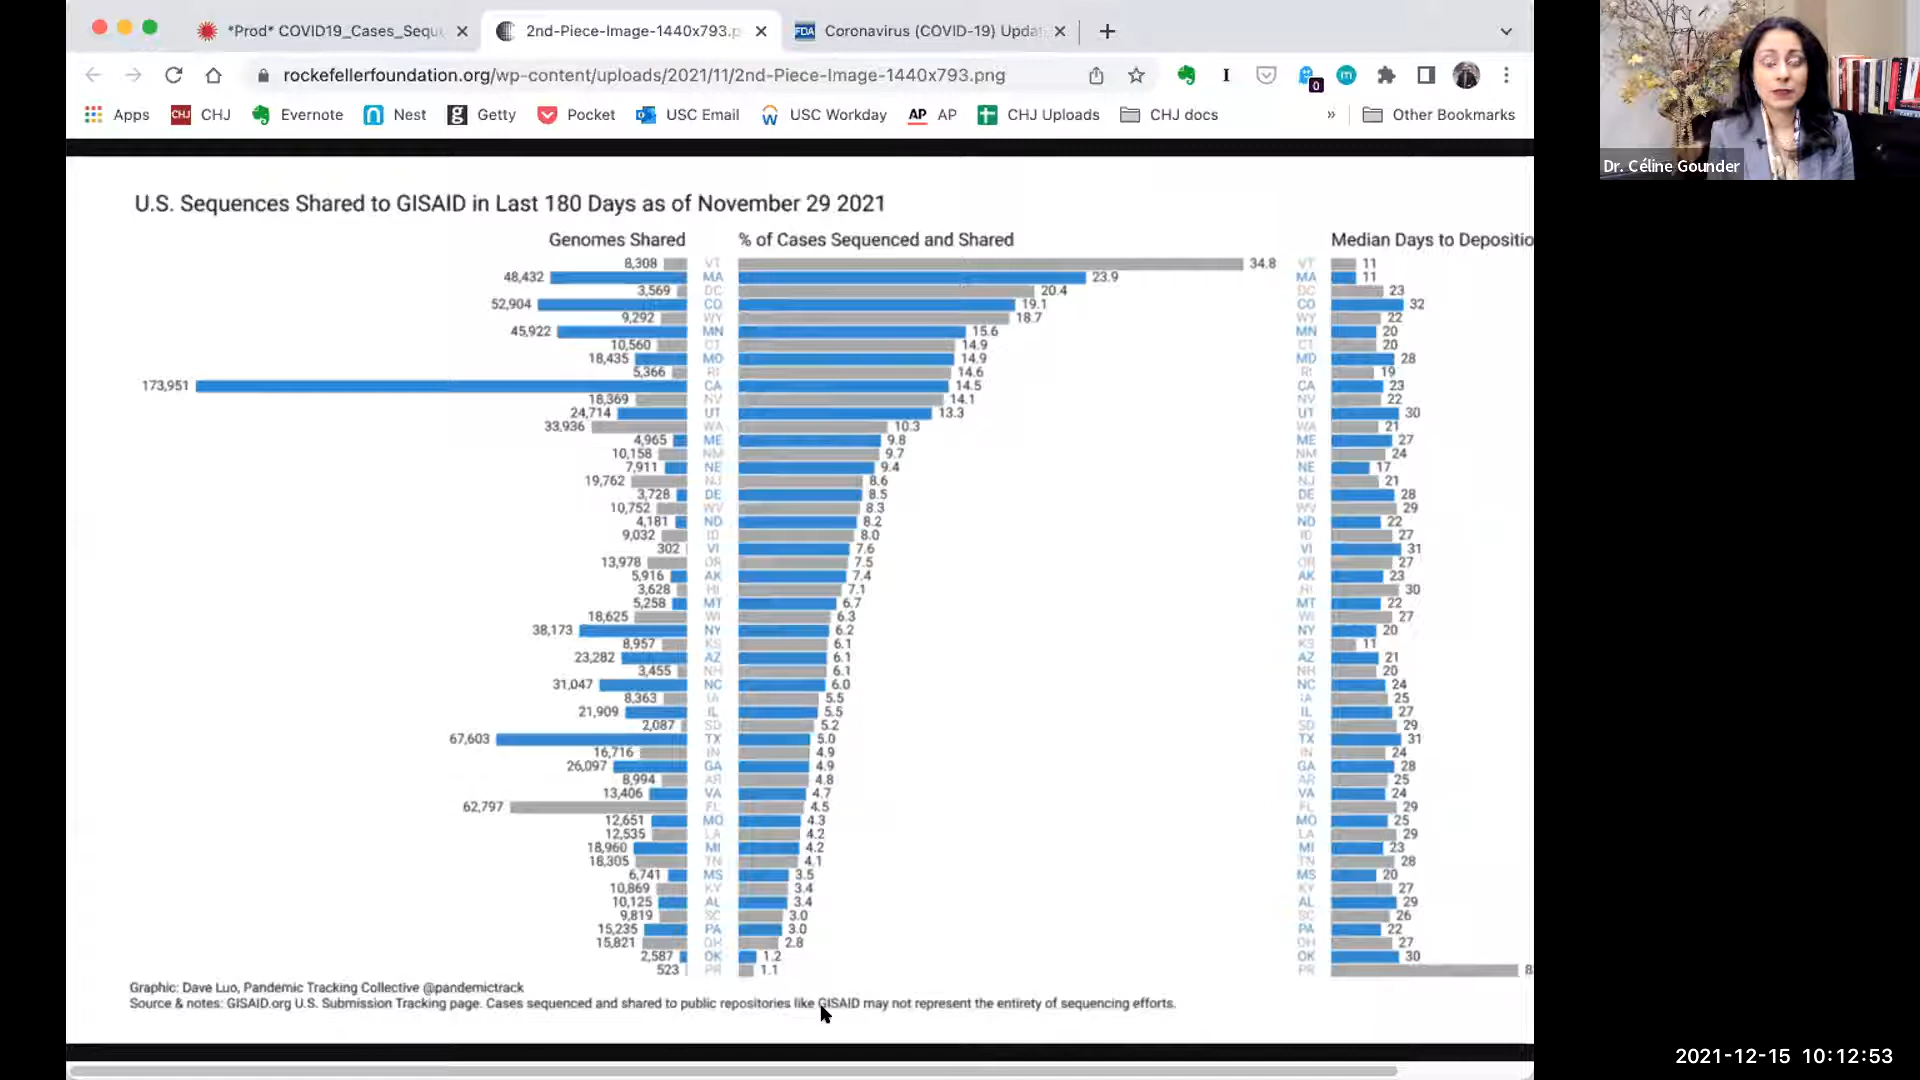 *Prod* COVID19_Cases_Sequ
2nd-Piece-Image-1440x793.p
FDA Coronavirus (COVID-19) Updat
rockefellerfoundation.org/wp-content/uploads/2021/11/2nd-Piece-Image-1440x793.png
0
Apps CHJ CHJ Evernote Nest Getty Pocket USC Email USC Workday AP AP CHJ Uploads CHJ docs » Other Bookmarks
Dr. Céline Gounder
U.S. Sequences Shared to GISAID in Last 180 Days as of November 29 2021
Genomes Shared % of Cases Sequenced and Shared Median Days to Depositio
8,308 VT 34.8 VT 11
48,432 MA 23.9 MA 11
3,569 DC 20.4 DC 23
52,904 CO 19.1 CO 32
9,292 WY 18.7 WY 22
45,922 MN 15.6 MN 20
10,560 CT 14.9 CT 20
18,435 MD 14.9 MD 28
5,366 RI 14.6 RI 19
173,951 CA 14.5 CA 23
18,369 NV 14.1 NV 22
24,714 UT 13.3 UT 30
33,936 WA 10.3 WA 21
4,965 ME 9.8 ME 27
10,158 NM 9.7 NM 24
7,911 NE 9.4 NE 17
19,762 NJ 8.6 NJ 21
3,728 DE 8.5 DE 28
10,752 WV 8.3 WV 29
4,181 ND 8.2 ND 22
9,032 ID 8.0 ID 27
302 VI 7.6 VI 31
13,978 OR 7.5 OR 27
5,916 AK 7.4 AK 23
3,628 HI 7.1 HI 30
5,258 MT 6.7 MT 22
18,625 WI 6.3 WI 27
38,173 NY 6.2 NY 20
8,957 KS 6.1 KS 11
23,282 AZ 6.1 AZ 21
3,455 NH 6.1 NH 20
31,047 NC 6.0 NC 24
8,363 IA 5.5 IA 25
21,909 IL 5.5 IL 27
2,087 SD 5.2 SD 29
67,603 TX 5.0 TX 31
16,716 IN 4.9 IN 24
26,097 GA 4.9 GA 28
8,994 AR 4.8 AR 25
13,406 VA 4.7 VA 24
62,797 FL 4.5 FL 29
12,651 MO 4.3 MO 25
12,535 LA 4.2 LA 29
18,960 MI 4.2 MI 23
18,305 TN 4.1 TN 28
6,741 MS 3.5 MS 20
10,869 KY 3.4 KY 27
10,125 AL 3.4 AL 29
9,819 SC 3.0 SC 26
15,235 PA 3.0 PA 22
15,821 OH 2.8 OH 27
2,587 OK 1.2 OK 30
523 PR 1.1 PR 8
Graphic: Dave Luo, Pandemic Tracking Collective @pandemictrack
Source & notes: GISAID.org U.S. Submission Tracking page. Cases sequenced and shared to public repositories like GISAID may not represent the entirety of sequencing efforts.
2021-12-15 10:12:53